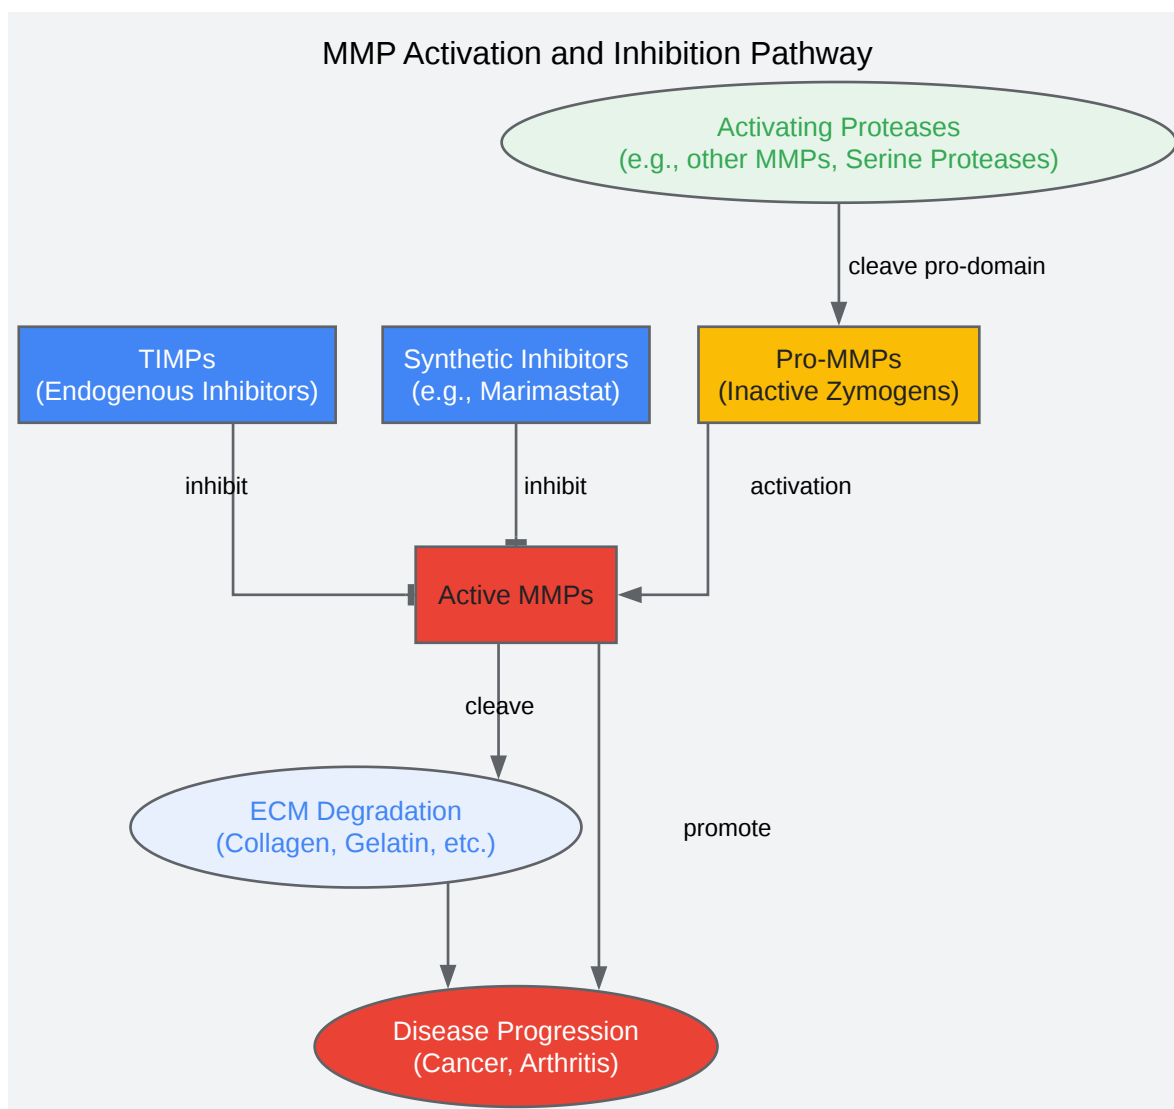 MMP Activation and Inhibition Pathway
Activating Proteases
(e.g., other MMPs, Serine Proteases)
cleave pro-domain
TIMPs
(Endogenous Inhibitors)
Synthetic Inhibitors
(e.g., Marimastat)
Pro-MMPs
(Inactive Zymogens)
inhibit
inhibit
activation
Active MMPs
cleave
ECM Degradation
(Collagen, Gelatin, etc.)
promote
Disease Progression
(Cancer, Arthritis)